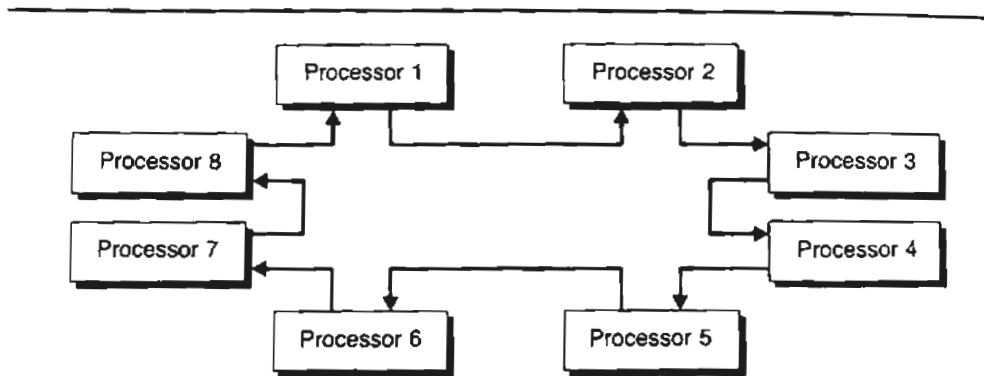 Processor 1
Processor 2
Processor 8
Processor 3
Processor 7
Processor 4
Processor 6
Processor 5